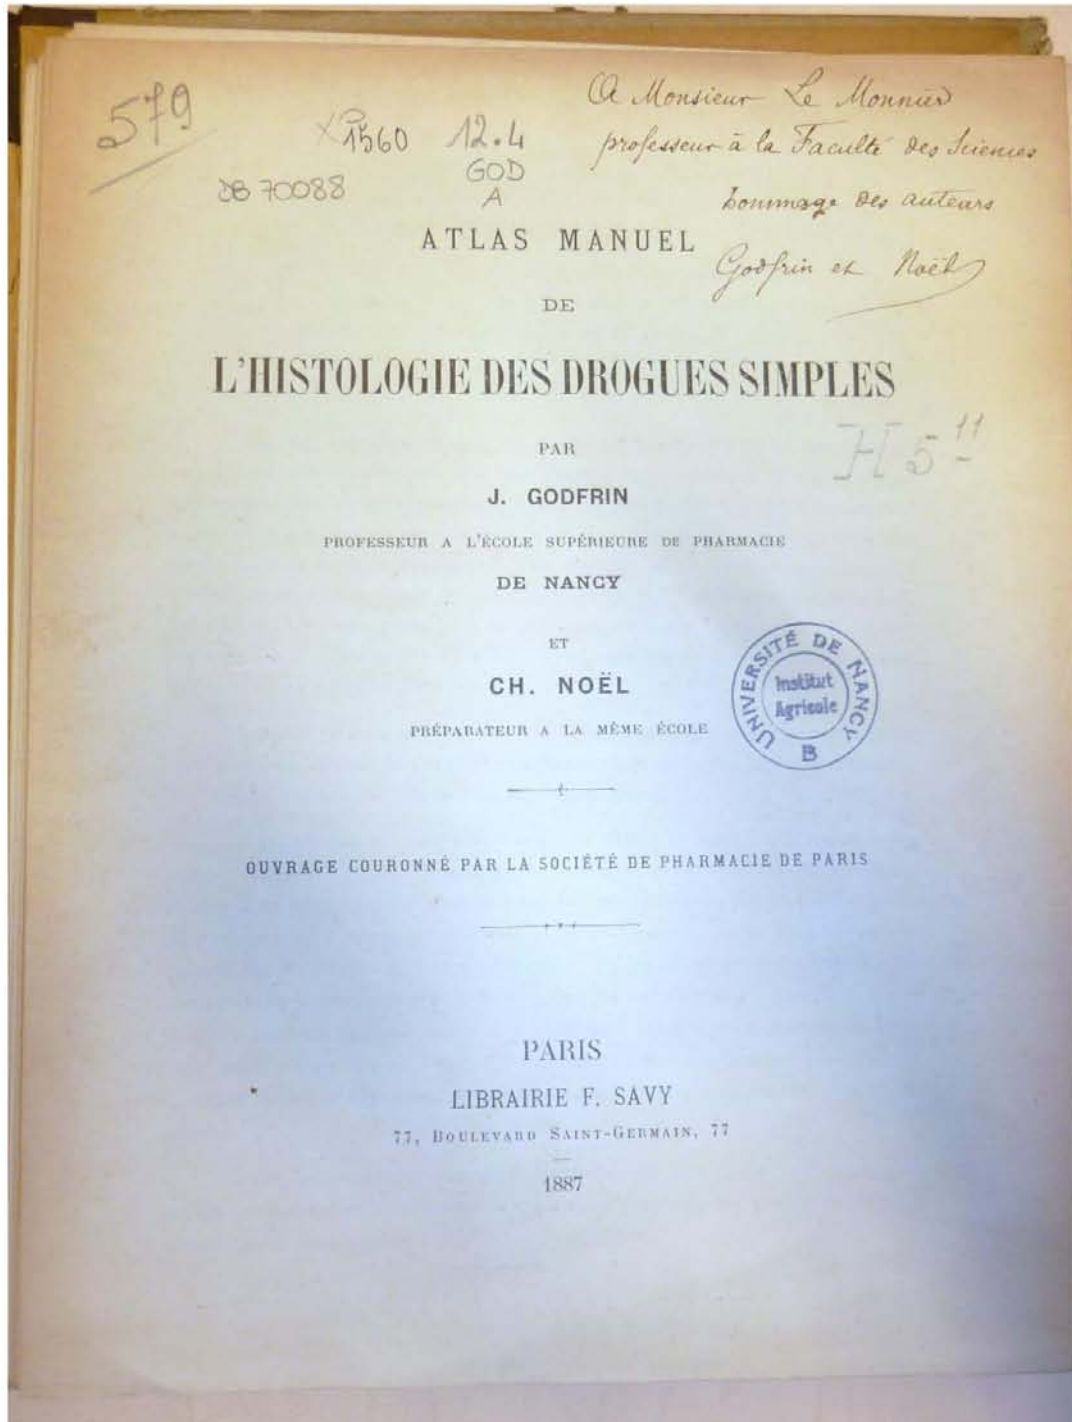 579
1560
12.4
GOD
A
DB 70088
A Monsieur Le Monnier
professeur à la Faculté des Sciences
hommage des auteurs
Godfrin et Noël
ATLAS MANUEL
DE
L'HISTOLOGIE DES DROGUES SIMPLES
H 5 11
PAR
J. GODFRIN
PROFESSEUR A L'ÉCOLE SUPÉRIEURE DE PHARMACIE
DE NANCY
ET
CH. NOËL
PRÉPARATEUR A LA MÊME ÉCOLE
UNIVERSITÉ DE NANCY
Institut
Agricole
B
OUVRAGE COURONNÉ PAR LA SOCIÉTÉ DE PHARMACIE DE PARIS
PARIS
LIBRAIRIE F. SAVY
77, BOULEVARD SAINT-GERMAIN, 77
1887